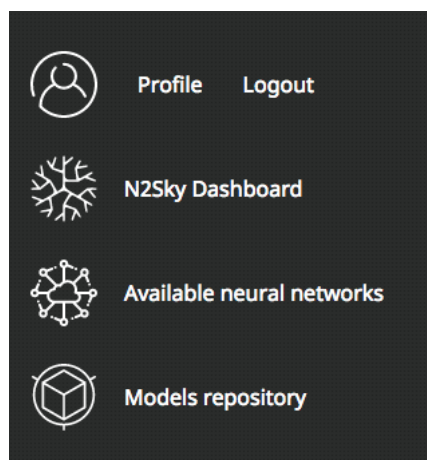 Profile Logout
N2Sky Dashboard
Available neural networks
Models repository